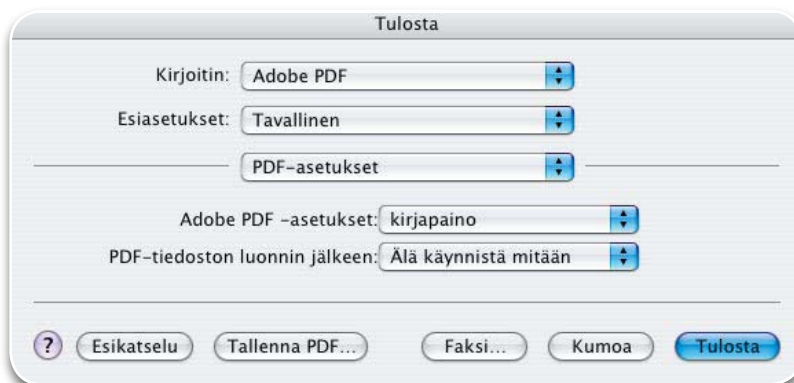 Tulosta
Kirjoitin: Adobe PDF
Esiasetukset: Tavallinen
PDF-asetukset
Adobe PDF -asetukset: kirjapaino
PDF-tiedoston luonnin jälkeen: Älä käynnistä mitään
? Esikatselu Tallenna PDF... Faksi... Kumoa Tulosta